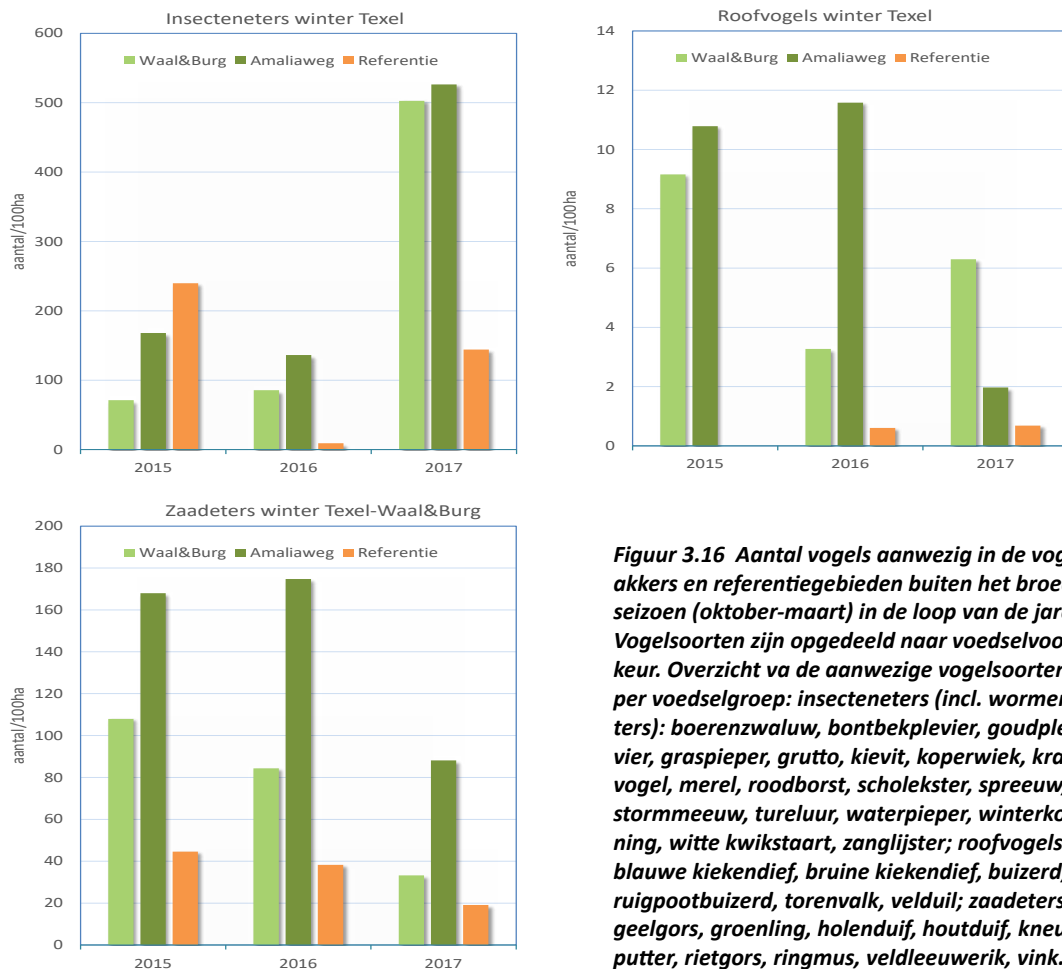 Insecteneters winter Texel
600
500
400
300
200
100
0
aantal/100ha
Waal&Burg Amaliaweg Referentie
2015 2016 2017
Roofvogels winter Texel
14
12
10
8
6
4
2
0
aantal/100ha
Waal&Burg Amaliaweg Referentie
2015 2016 2017
Zaadeters winter Texel-Waal&Burg
200
180
160
140
120
100
80
60
40
20
0
aantal/100ha
Waal&Burg Amaliaweg Referentie
2015 2016 2017
Figuur 3.16 Aantal vogels aanwezig in de vog
akkers en referentiegebieden buiten het broe
seizoen (oktober-maart) in de loop van de jar
Vogelsoorten zijn opgedeeld naar voedselvoo
keur. Overzicht va de aanwezige vogelsoorten
per voedselgroep: insecteneters (incl. wormen
ters): boerenzwaluw, bontbekplevier, goudple
vier, graspieper, grutto, kievit, koperwiek, kra
vogel, merel, roodborst, scholekster, spreeuw,
stormmeeuw, tureluur, waterpieper, winterko
ning, witte kwikstaart, zanglijster; roofvogels
blauwe kiekendief, bruine kiekendief, buizerd,
ruigpootbuizerd, torenvalk, velduil; zaadeters
geelgors, groenling, holenduif, houtduif, kneu
putter, rietgors, ringmus, veldleeuwerik, vink.